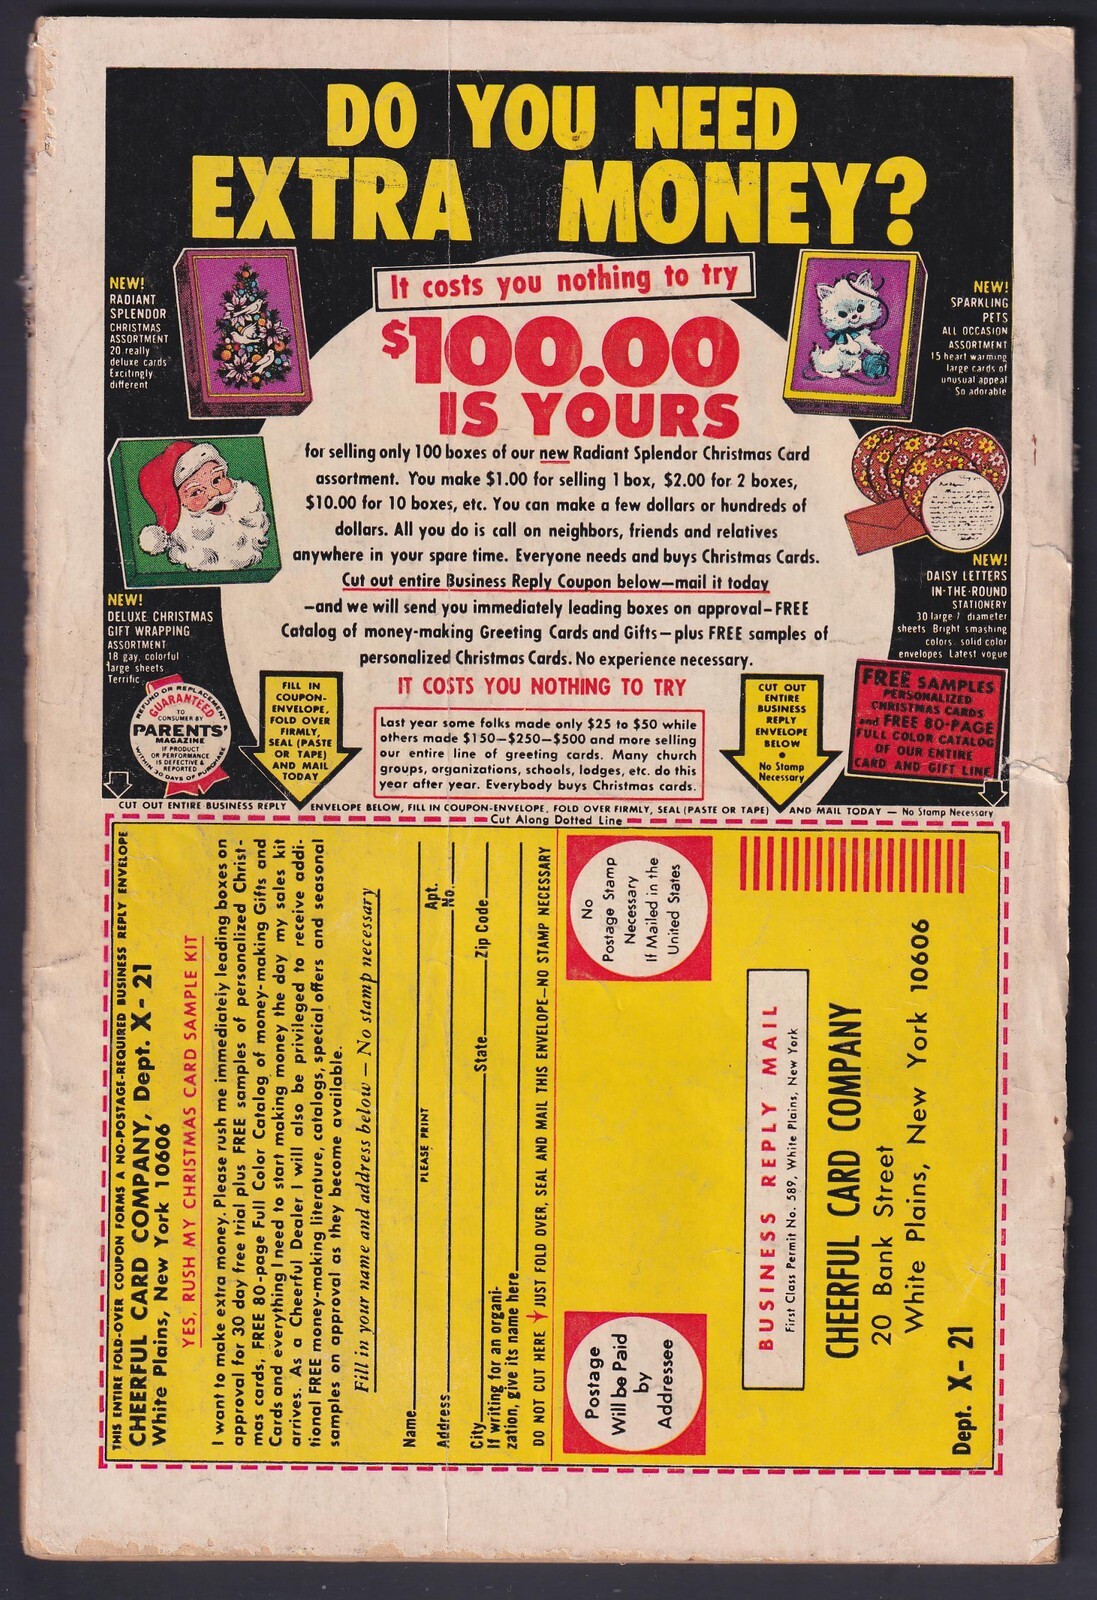 DO YOU NEED
EXTRA MONEY?
It costs you nothing to try
$100.00
IS YOURS
for selling only 100 boxes of our new Radiant Splendor Christmas Card
assortment. You make $1.00 for selling 1 box, $2.00 for 2 boxes,
$10.00 for 10 boxes, etc. You can make a few dollars or hundreds of
dollars. All you do is call on neighbors, friends and relatives
anywhere in your spare time. Everyone needs and buys Christmas Cards.
Cut out entire Business Reply Coupon below—mail it today
—and we will send you immediately leading boxes on approval—FREE
Catalog of money-making Greeting Cards and Gifts—plus FREE samples of
personalized Christmas Cards. No experience necessary.
IT COSTS YOU NOTHING TO TRY
Last year some folks made only $25 to $50 while
others made $150—$250—$500 and more selling
our entire line of greeting cards. Many church
groups, organizations, schools, lodges, etc. do this
year after year. Everybody buys Christmas cards.
NEW!
RADIANT
SPLENDOR
CHRISTMAS
ASSORTMENT
20 really
deluxe cards
Excitingly
different
NEW!
DELUXE CHRISTMAS
GIFT WRAPPING
ASSORTMENT
18 gay, colorful
large sheets
Terrific
NEW!
SPARKLING
PETS
ALL OCCASION
ASSORTMENT
15 heart warming
large cards of
unusual appeal
So adorable
NEW!
DAISY LETTERS
IN-THE-ROUND
STATIONERY
30 large 7" diameter
sheets Bright smashing
colors. solid color
envelopes Latest vogue
REFUND OR REPLACEMENT
GUARANTEED
TO
CONSUMER BY
PARENTS'
MAGAZINE
IF PRODUCT
OR PERFORMANCE
IS DEFECTIVE &
REPORTED
WITHIN 30 DAYS OF PURCHASE
FILL IN
COUPON-
ENVELOPE,
FOLD OVER
FIRMLY,
SEAL (PASTE
OR TAPE)
AND MAIL
TODAY
CUT OUT
ENTIRE
BUSINESS
REPLY
ENVELOPE
BELOW
•
No Stamp
Necessary
FREE SAMPLES
PERSONALIZED
CHRISTMAS CARDS
and FREE 80-PAGE
FULL COLOR CATALOG
OF OUR ENTIRE
CARD AND GIFT LINE
CUT OUT ENTIRE BUSINESS REPLY ENVELOPE BELOW, FILL IN COUPON-ENVELOPE, FOLD OVER FIRMLY, SEAL (PASTE OR TAPE) AND MAIL TODAY — No Stamp Necessary
Cut Along Dotted Line
THIS ENTIRE FOLD-OVER COUPON FORMS A NO-POSTAGE-REQUIRED BUSINESS REPLY ENVELOPE
CHEERFUL CARD COMPANY, Dept. X-21
White Plains, New York 10606
YES, RUSH MY CHRISTMAS CARD SAMPLE KIT
I want to make extra money. Please rush me immediately leading boxes on
approval for 30 day free trial plus FREE samples of personalized Christ-
mas cards, FREE 80-page Full Color Catalog of money-making Gifts and
Cards and everything I need to start making money the day my sales kit
arrives. As a Cheerful Dealer I will also be privileged to receive addi-
tional FREE money-making literature, catalogs, special offers and seasonal
samples on approval as they become available.
Fill in your name and address below — No stamp necessary
Name
PLEASE PRINT
Address
Apt.
No.
City State Zip Code
If writing for an organi-
zation, give its name here
DO NOT CUT HERE JUST FOLD OVER, SEAL AND MAIL THIS ENVELOPE—NO STAMP NECESSARY
Postage
Will be Paid
by
Addressee
No
Postage Stamp
Necessary
If Mailed in the
United States
BUSINESS REPLY MAIL
First Class Permit No. 589, White Plains, New York
CHEERFUL CARD COMPANY
20 Bank Street
White Plains, New York 10606
Dept. X-21